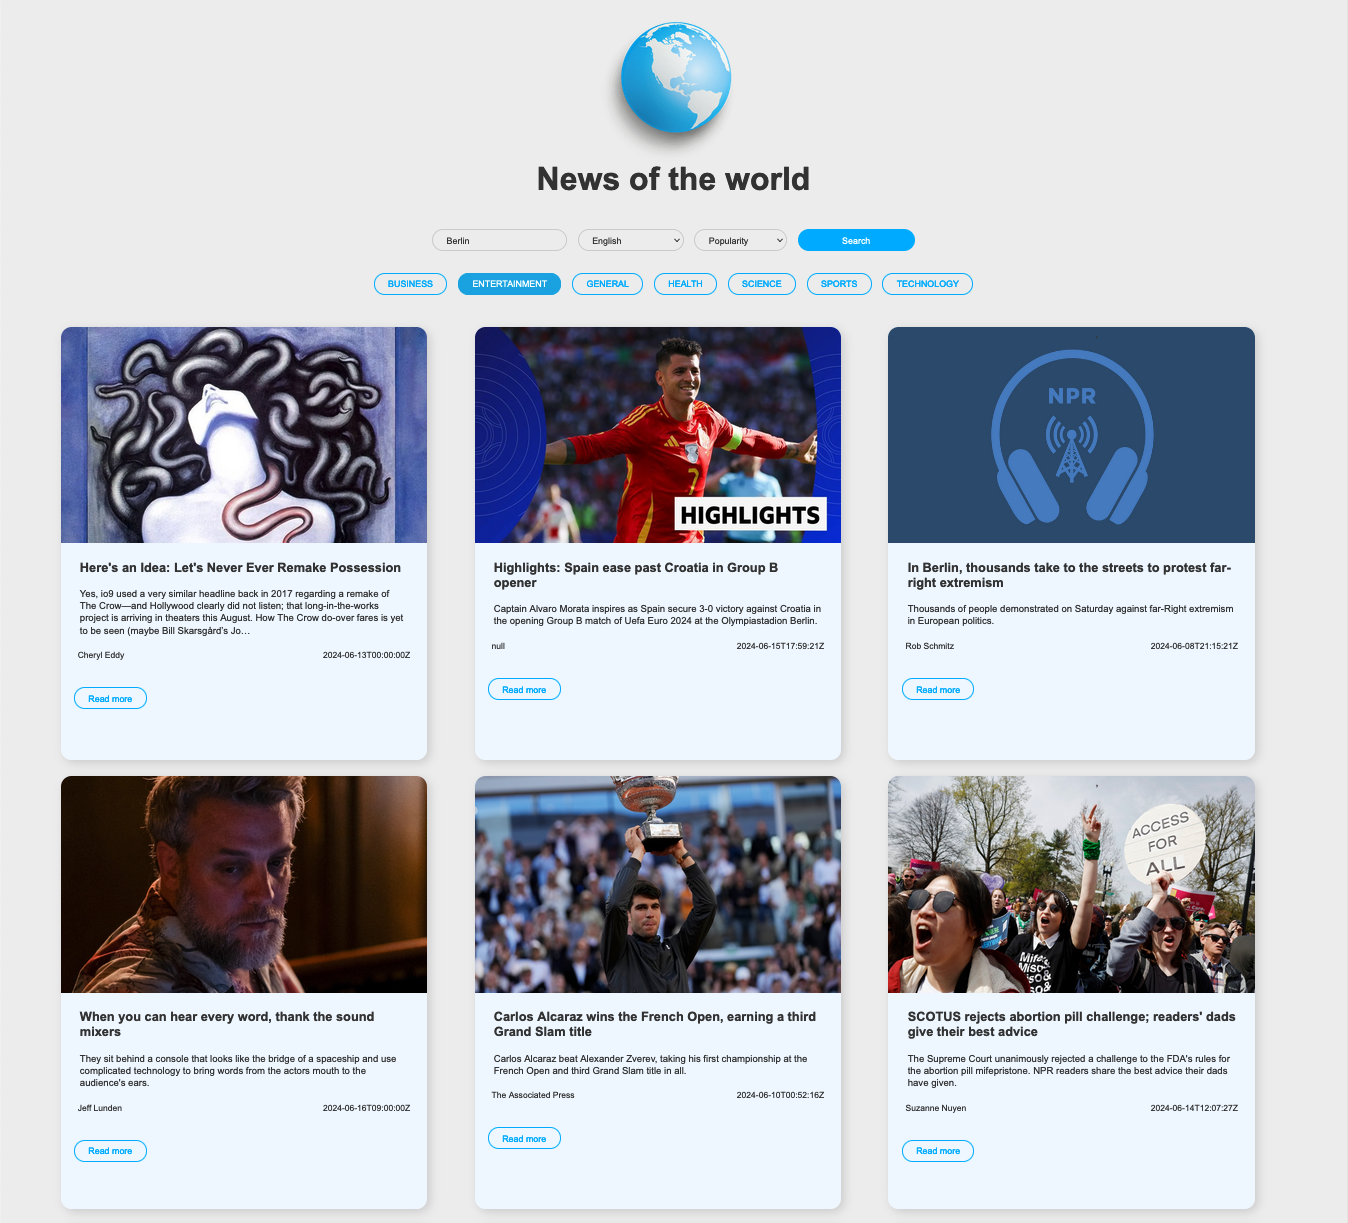 News of the world
Berlin
English
Popularity
Search
BUSINESS
ENTERTAINMENT
GENERAL
HEALTH
SCIENCE
SPORTS
TECHNOLOGY
Here's an Idea: Let's Never Ever Remake Possession
Yes, io9 used a very similar headline back in 2017 regarding a remake of
The Crow—and Hollywood clearly did not listen; that long-in-the-works
project is arriving in theaters this August. How The Crow do-over fares is yet
to be seen (maybe Bill Skarsgård's Jo…
Cheryl Eddy
2024-06-13T00:00:00Z
Read more
7
HIGHLIGHTS
Highlights: Spain ease past Croatia in Group B
opener
Captain Alvaro Morata inspires as Spain secure 3-0 victory against Croatia in
the opening Group B match of Uefa Euro 2024 at the Olympiastadion Berlin.
null
2024-06-15T17:59:21Z
Read more
NPR
In Berlin, thousands take to the streets to protest far-
right extremism
Thousands of people demonstrated on Saturday against far-Right extremism
in European politics.
Rob Schmitz
2024-06-08T21:15:21Z
Read more
When you can hear every word, thank the sound
mixers
They sit behind a console that looks like the bridge of a spaceship and use
complicated technology to bring words from the actors mouth to the
audience's ears.
Jeff Lunden
2024-06-16T09:00:00Z
Read more
Carlos Alcaraz wins the French Open, earning a third
Grand Slam title
Carlos Alcaraz beat Alexander Zverev, taking his first championship at the
French Open and third Grand Slam title in all.
The Associated Press
2024-06-10T00:52:16Z
Read more
ACCESS
FOR
ALL
SCOTUS rejects abortion pill challenge; readers' dads
give their best advice
The Supreme Court unanimously rejected a challenge to the FDA's rules for
the abortion pill mifepristone. NPR readers share the best advice their dads
have given.
Suzanne Nuyen
2024-06-14T12:07:27Z
Read more